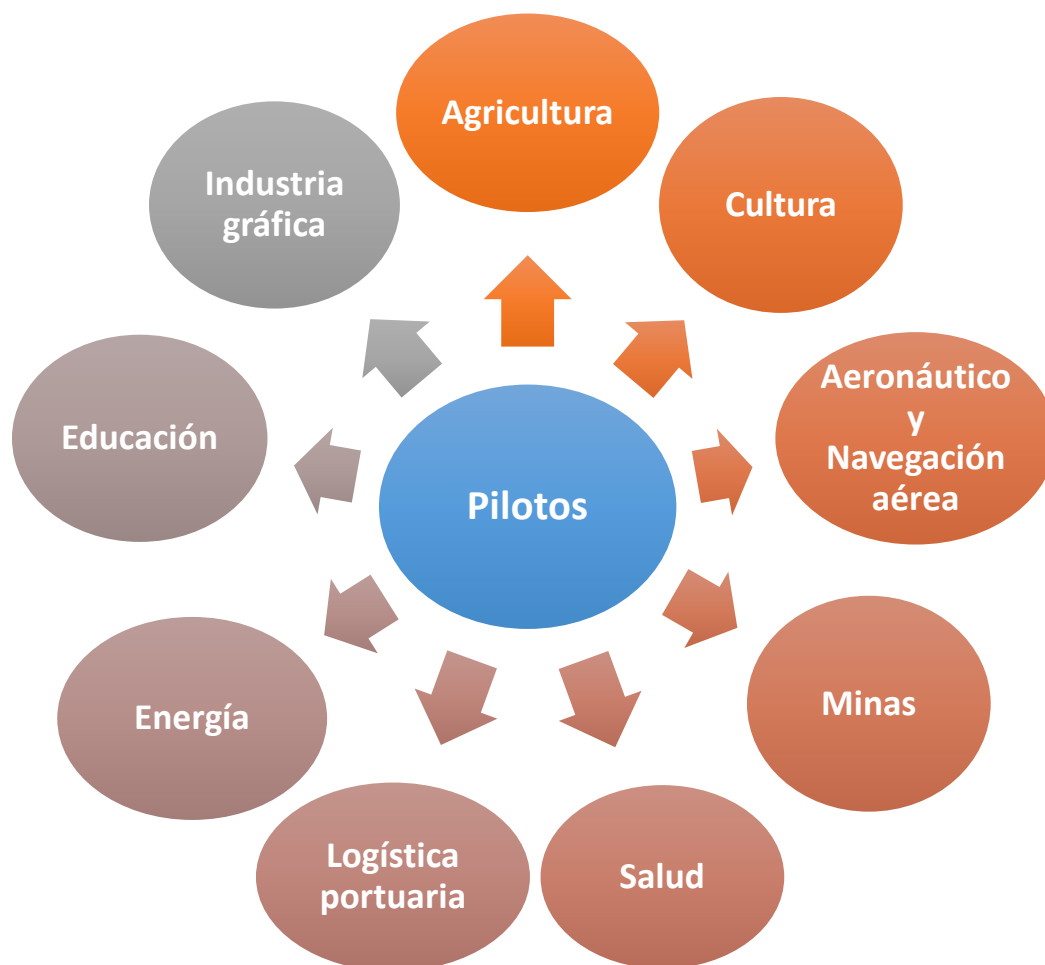 Agricultura
Cultura
Aeronáutico
y
Navegación
aérea
Minas
Salud
Logística
portuaria
Energía
Educación
Industria
gráfica
Pilotos